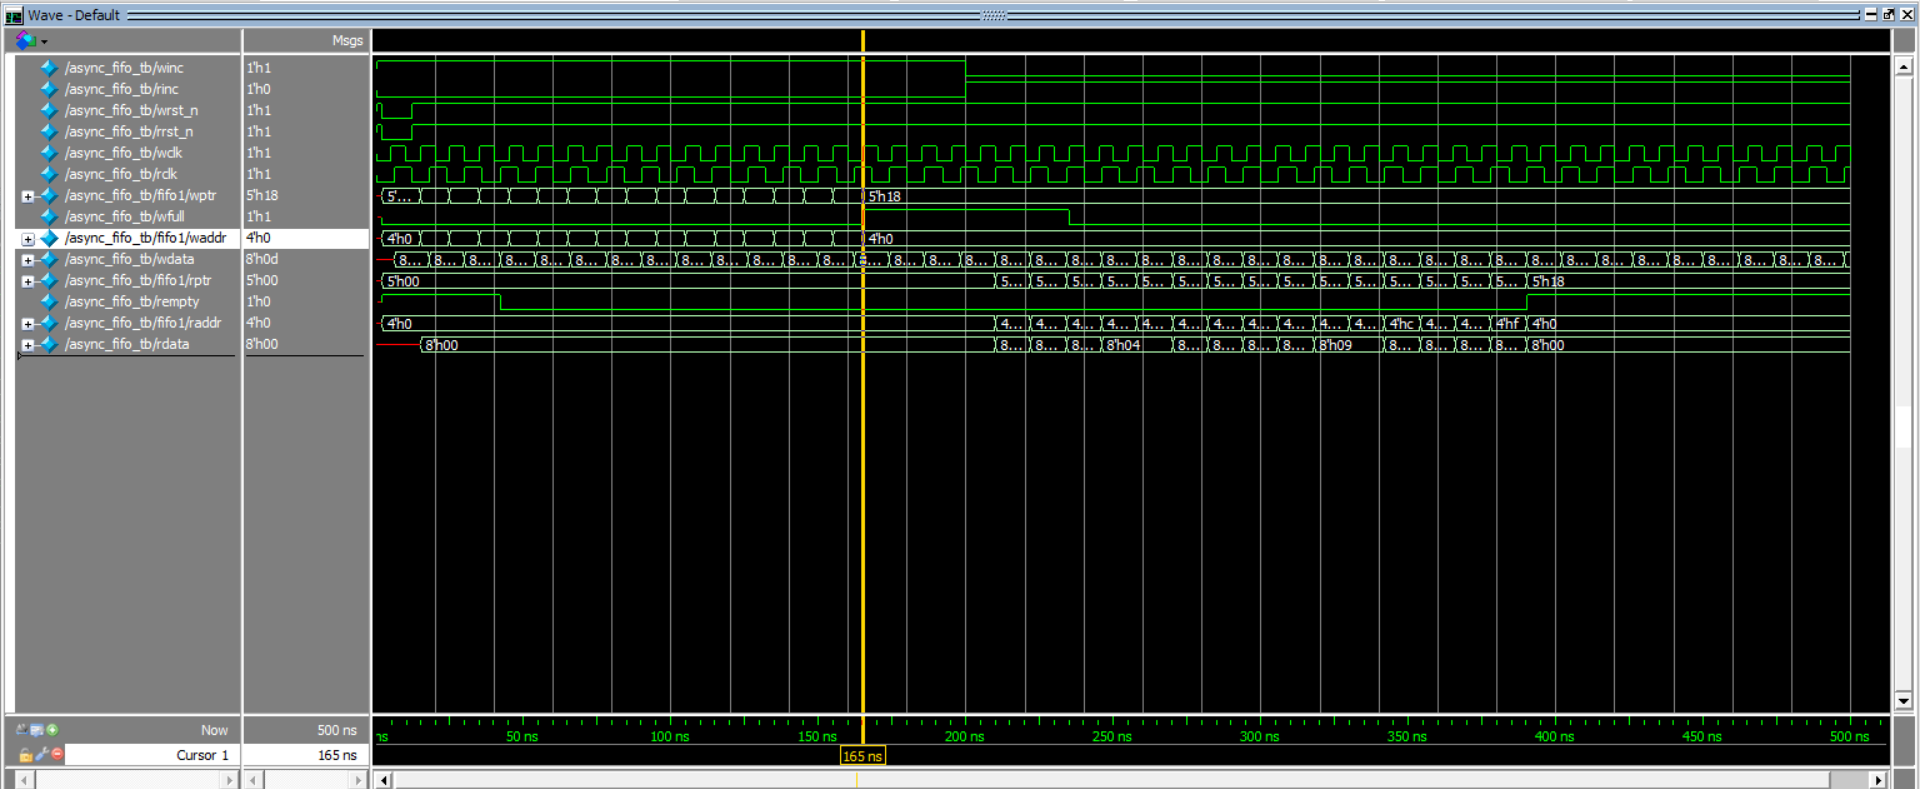 Wave - Default
Msgs
/async_fifo_tb/winc 1'h1
/async_fifo_tb/rinc 1'h0
/async_fifo_tb/wrst_n 1'h1
/async_fifo_tb/rrst_n 1'h1
/async_fifo_tb/wclk 1'h1
/async_fifo_tb/rclk 1'h1
/async_fifo_tb/fifo1/wptr 5'h18 5'... 5'h18
/async_fifo_tb/wfull 1'h1
/async_fifo_tb/fifo1/waddr 4'h0 4'h0 4'h0
/async_fifo_tb/wdata 8'h0d 8... 8... 8... 8... 8... 8... 8... 8... 8... 8... 8... 8... 8... 8... 8... 8... 8... 8... 8... 8... 8... 8... 8... 8... 8... 8... 8... 8... 8... 8... 8... 8... 8... 8... 8... 8... 8... 8... 8... 8... 8...
/async_fifo_tb/fifo1/rptr 5'h00 5'h00 5... 5... 5... 5... 5... 5... 5... 5... 5... 5... 5... 5... 5... 5... 5... 5'h18
/async_fifo_tb/rempty 1'h0
/async_fifo_tb/fifo1/raddr 4'h0 4'h0 4... 4... 4... 4... 4... 4... 4... 4... 4... 4... 4... 4'hc 4... 4... 4'hf 4'h0
/async_fifo_tb/rdata 8'h00 8'h00 8... 8... 8... 8'h04 8... 8... 8... 8... 8'h09 8... 8... 8... 8... 8'h00
Now 500 ns
ns 50 ns 100 ns 150 ns 200 ns 250 ns 300 ns 350 ns 400 ns 450 ns 500 ns
Cursor 1 165 ns 165 ns